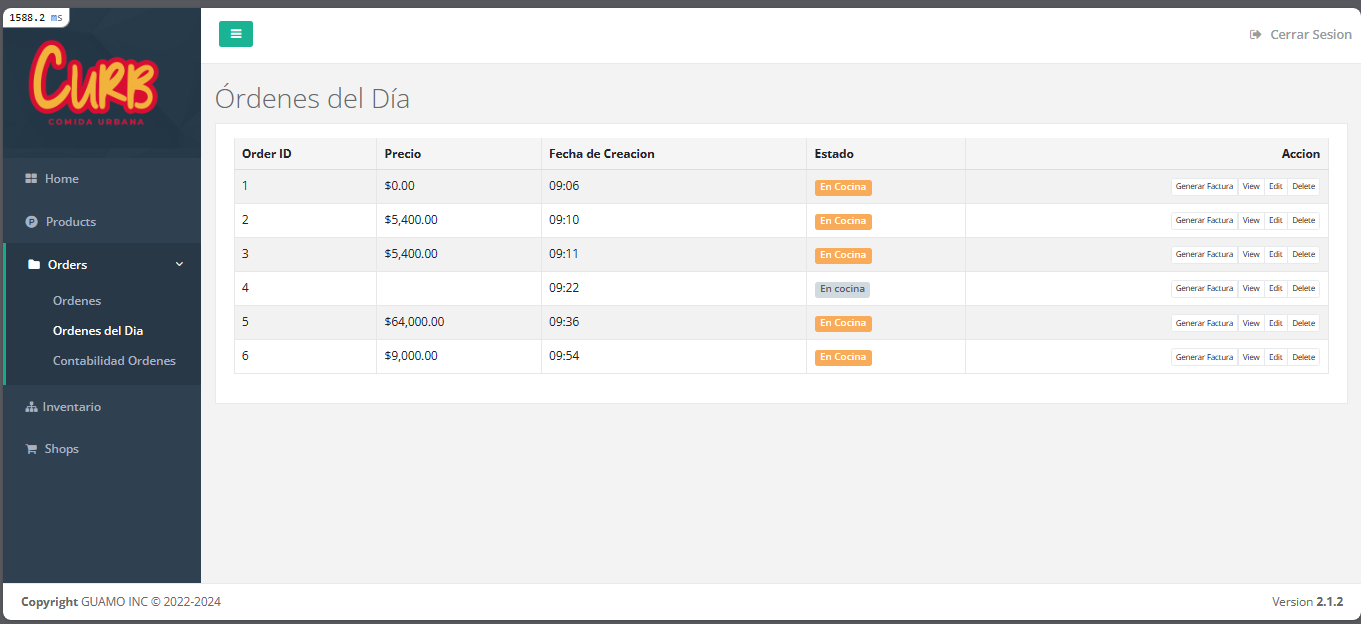 1588.2 ms
CURB
COMIDA URBANA
Cerrar Sesion
Home
Products
Orders
Ordenes
Ordenes del Dia
Contabilidad Ordenes
Inventario
Shops
Órdenes del Día
Order ID Precio Fecha de Creacion Estado Accion
1 $0.00 09:06 En Cocina Generar Factura View Edit Delete
2 $5,400.00 09:10 En Cocina Generar Factura View Edit Delete
3 $5,400.00 09:11 En Cocina Generar Factura View Edit Delete
4 09:22 En cocina Generar Factura View Edit Delete
5 $64,000.00 09:36 En Cocina Generar Factura View Edit Delete
6 $9,000.00 09:54 En Cocina Generar Factura View Edit Delete
Copyright GUAMO INC © 2022-2024 Version 2.1.2